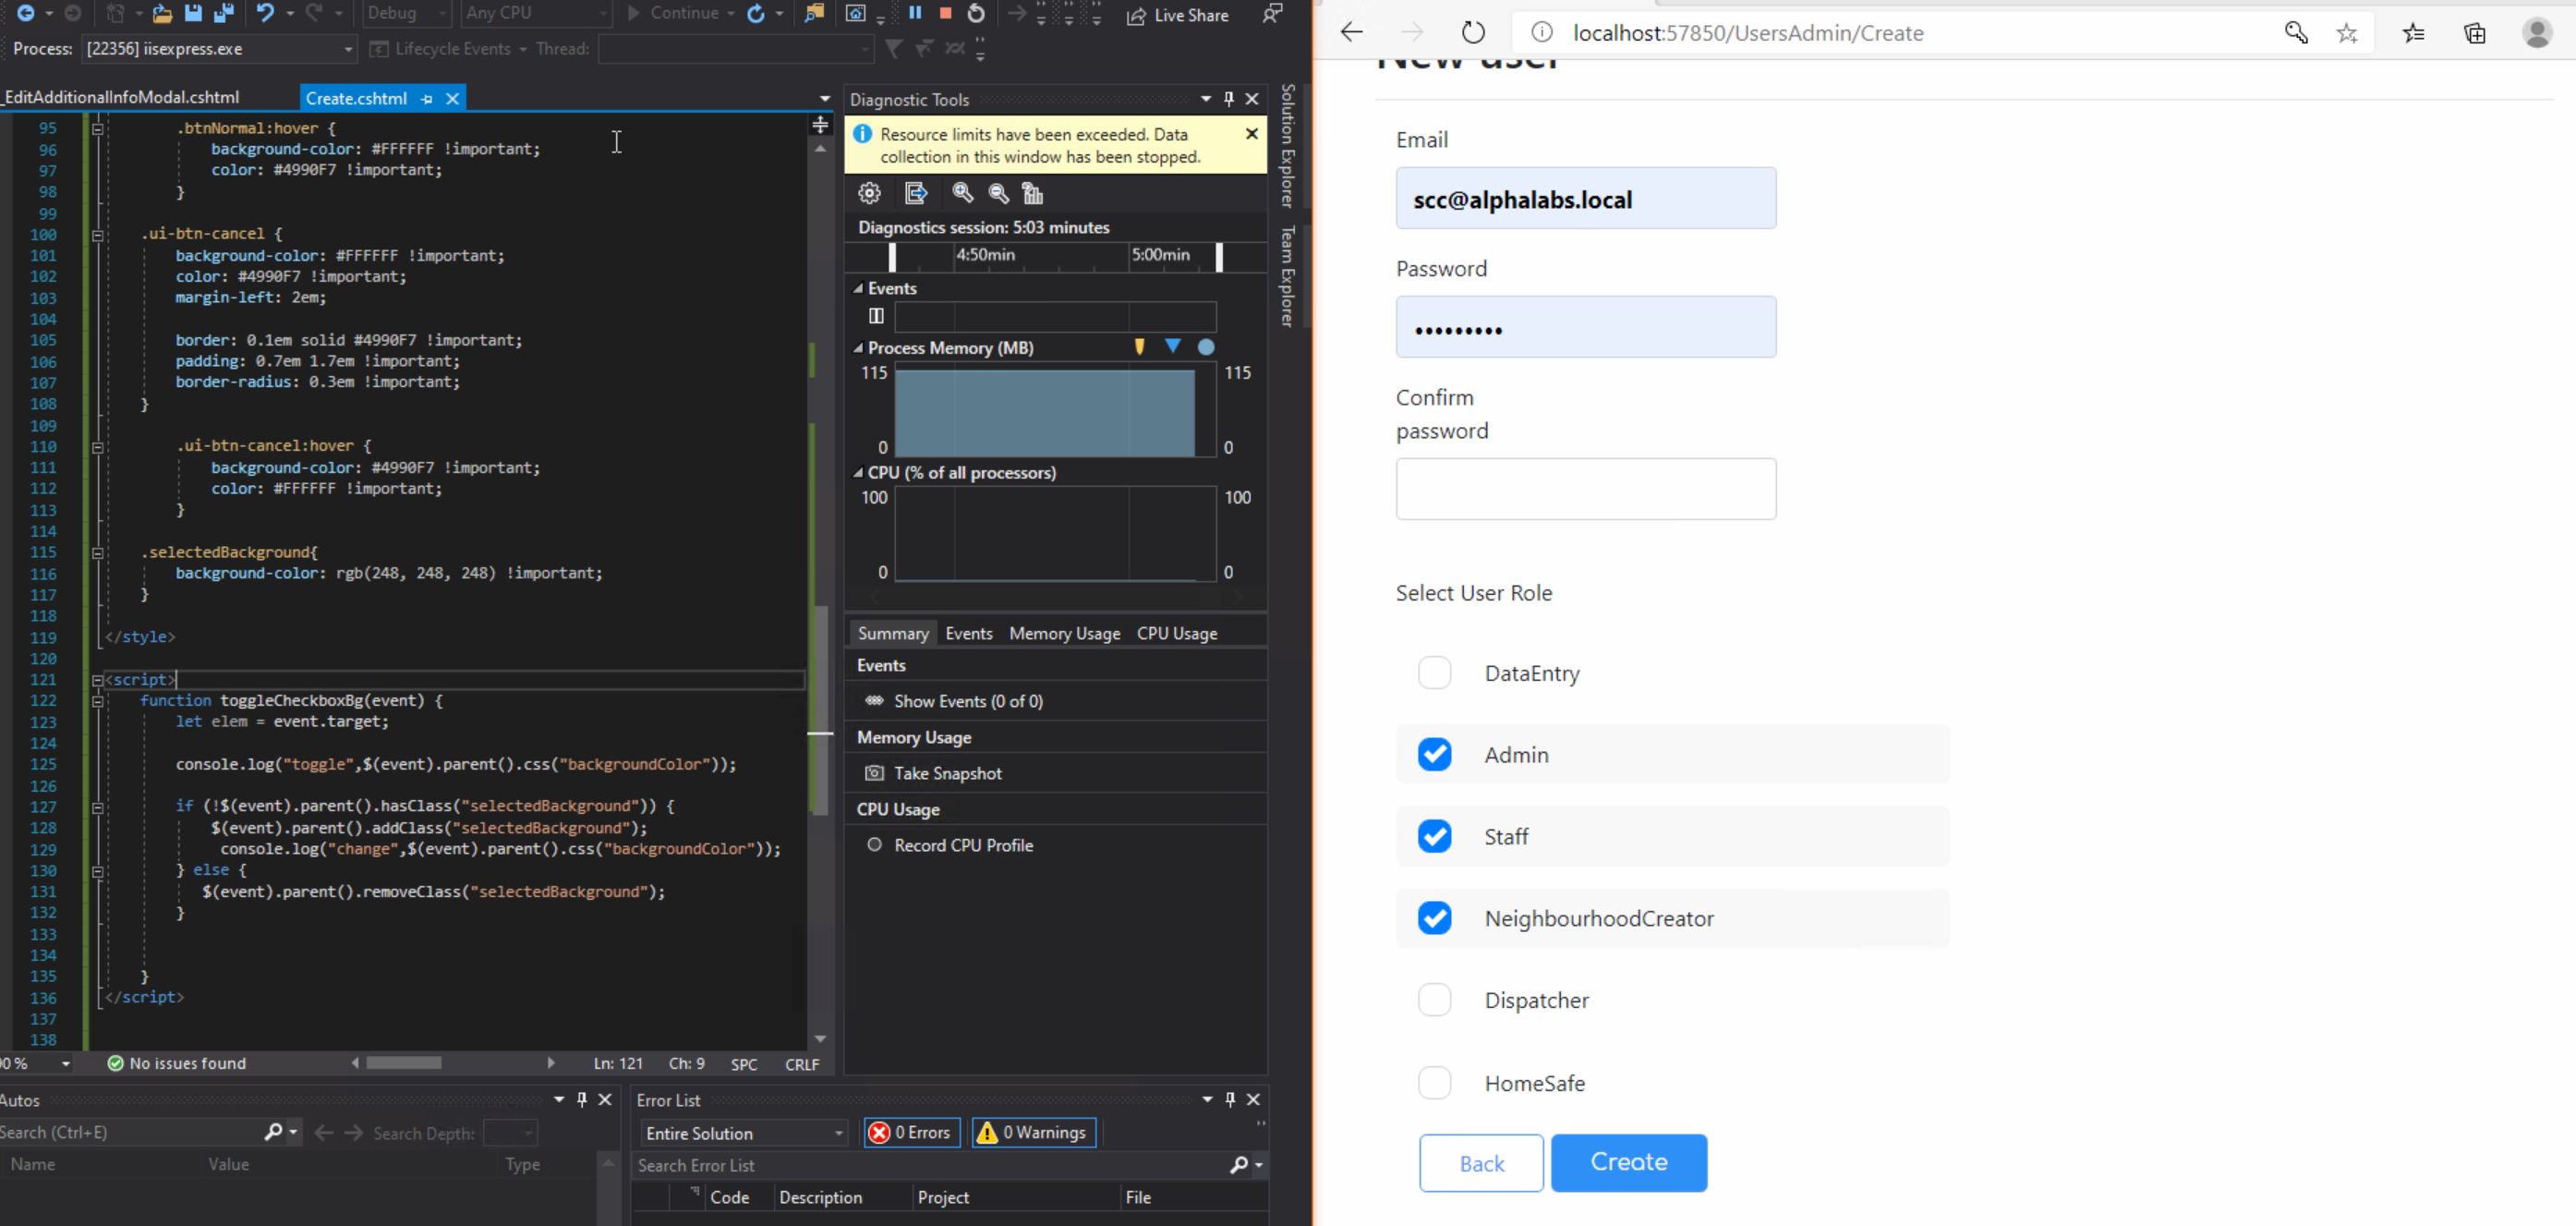 Debug
Any CPU
Continue
Live Share
Process: [22356] iisexpress.exe
Lifecycle Events
Thread:
_EditAdditionalInfoModal.cshtml
Create.cshtml
95 .btnNormal:hover {
96 background-color: #FFFFFF !important;
97 color: #4990F7 !important;
98 }
99
100 .ui-btn-cancel {
101 background-color: #FFFFFF !important;
102 color: #4990F7 !important;
103 margin-left: 2em;
104
105 border: 0.1em solid #4990F7 !important;
106 padding: 0.7em 1.7em !important;
107 border-radius: 0.3em !important;
108 }
109
110 .ui-btn-cancel:hover {
111 background-color: #4990F7 !important;
112 color: #FFFFFF !important;
113 }
114
115 .selectedBackground{
116 background-color: rgb(248, 248, 248) !important;
117 }
118
119 </style>
120
121 <script>
122 function toggleCheckboxBg(event) {
123 let elem = event.target;
124
125 console.log("toggle",$(event).parent().css("backgroundColor"));
126
127 if (!$(event).parent().hasClass("selectedBackground")) {
128 $(event).parent().addClass("selectedBackground");
129 console.log("change",$(event).parent().css("backgroundColor"));
130 } else {
131 $(event).parent().removeClass("selectedBackground");
132 }
133
134
135 }
136 </script>
137
138
No issues found
Ln: 121
Ch: 9
SPC
CRLF
Diagnostic Tools
Resource limits have been exceeded. Data
collection in this window has been stopped.
Diagnostics session: 5:03 minutes
4:50min
5:00min
Events
Process Memory (MB)
115
115
0
0
CPU (% of all processors)
100
100
0
0
Summary
Events
Memory Usage
CPU Usage
Events
Show Events (0 of 0)
Memory Usage
Take Snapshot
CPU Usage
Record CPU Profile
Solution Explorer
Team Explorer
Autos
Search (Ctrl+E)
Search Depth:
Name
Value
Type
Error List
Entire Solution
0 Errors
0 Warnings
Search Error List
Code
Description
Project
File
localhost:57850/UsersAdmin/Create
New user
Email
scc@alphalabs.local
Password
Confirm
password
Select User Role
DataEntry
Admin
Staff
NeighbourhoodCreator
Dispatcher
HomeSafe
Back
Create